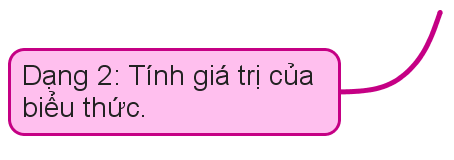 Dạng 2: Tính giá trị của
biểu thức.